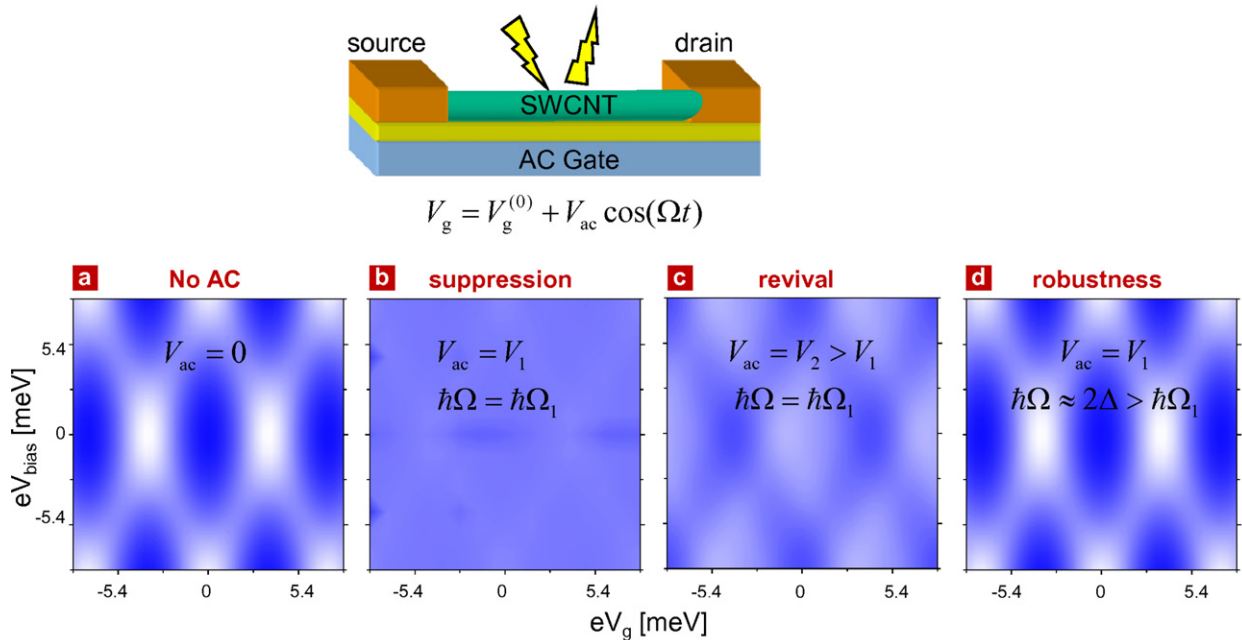 source
drain
SWCNT
AC Gate
V_g = V_g^(0) + V_ac cos(Ωt)
a No AC
b suppression
c revival
d robustness
V_ac = 0
V_ac = V_1
ħΩ = ħΩ_1
V_ac = V_2 > V_1
ħΩ = ħΩ_1
V_ac = V_1
ħΩ ≈ 2Δ > ħΩ_1
eV_bias [meV]
5.4
0
-5.4
-5.4 0 5.4
-5.4 0 5.4
-5.4 0 5.4
-5.4 0 5.4
eV_g [meV]